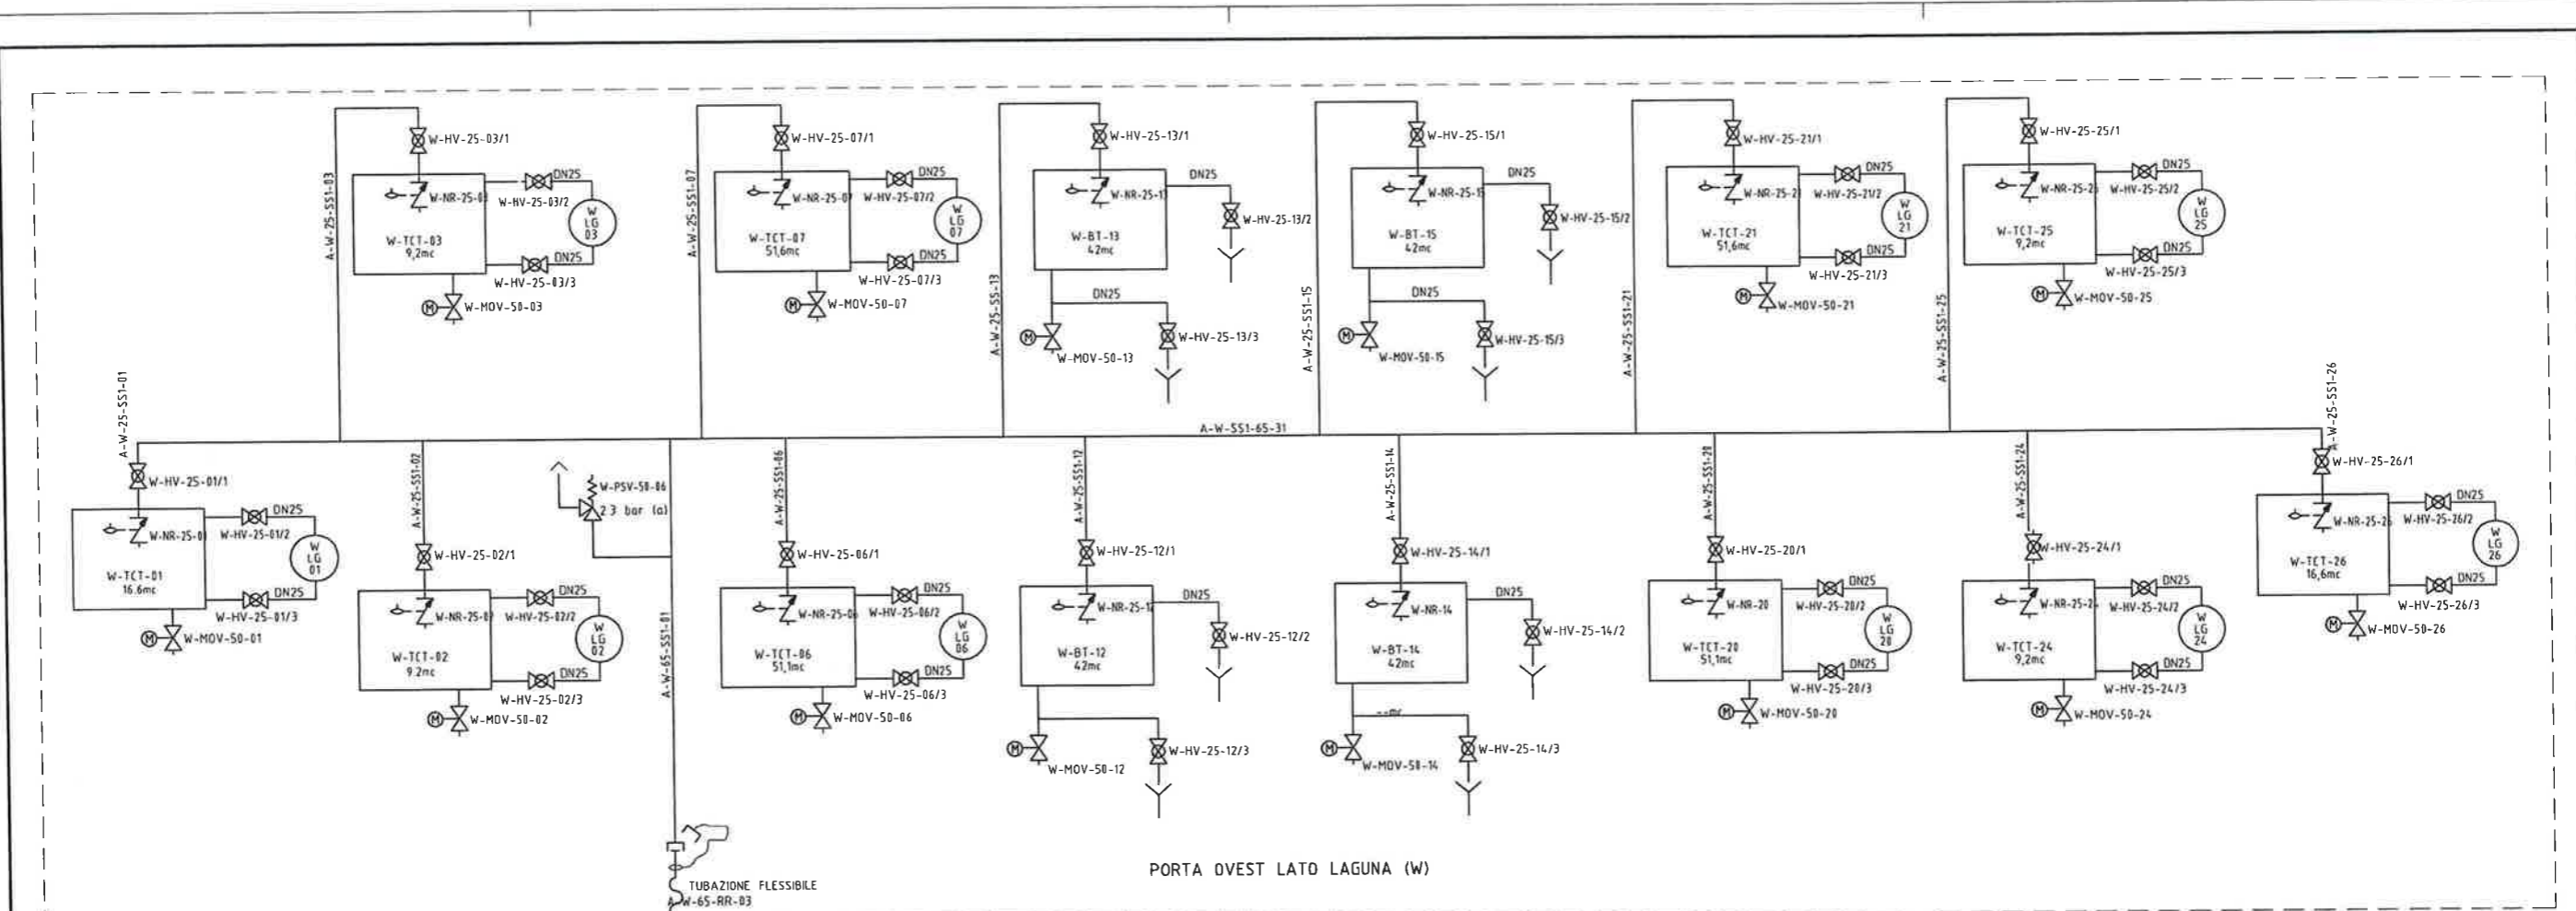 A-W-25-SS1-03
W-HV-25-03/1
W-NR-25-0
W-TCT-03
9,2mc
DN25
W-HV-25-03/2
W
LG
03
DN25
W-HV-25-03/3
M
W-MOV-50-03
A-W-25-SS1-07
W-HV-25-07/1
W-NR-25-0
W-TCT-07
51,6mc
DN25
W-HV-25-07/2
W
LG
07
DN25
W-HV-25-07/3
M
W-MOV-50-07
A-W-25-SS-13
W-HV-25-13/1
W-NR-25-1
W-BT-13
42mc
DN25
W-HV-25-13/2
DN25
M
W-MOV-50-13
W-HV-25-13/3
A-W-25-SS1-15
W-HV-25-15/1
W-NR-25-1
W-BT-15
42mc
DN25
W-HV-25-15/2
DN25
M
W-MOV-50-15
W-HV-25-15/3
A-W-25-SS1-21
W-HV-25-21/1
W-NR-25-2
W-TCT-21
51,6mc
DN25
W-HV-25-21/2
W
LG
21
DN25
W-HV-25-21/3
M
W-MOV-50-21
A-W-25-SS1-25
W-HV-25-25/1
W-NR-25-2
W-TCT-25
9,2mc
DN25
W-HV-25-25/2
W
LG
25
DN25
W-HV-25-25/3
M
W-MOV-50-25
A-W-SS1-65-31
A-W-25-SS1-01
W-HV-25-01/1
W-NR-25-0
W-TCT-01
16.6mc
DN25
W-HV-25-01/2
W
LG
01
DN25
W-HV-25-01/3
M
W-MOV-50-01
A-W-25-SS1-02
W-HV-25-02/1
W-NR-25-0
W-TCT-02
9.2mc
DN25
W-HV-25-02/2
W
LG
02
DN25
W-HV-25-02/3
M
W-MOV-50-02
W-PSV-50-06
2.3 bar (a)
A-W-65-SS1-01
A-W-25-SS1-06
W-HV-25-06/1
W-NR-25-0
W-TCT-06
51,1mc
DN25
W-HV-25-06/2
W
LG
06
DN25
W-HV-25-06/3
M
W-MOV-50-06
A-W-25-SS1-12
W-HV-25-12/1
W-NR-25-1
W-BT-12
42mc
DN25
W-HV-25-12/2
M
W-MOV-50-12
W-HV-25-12/3
A-W-25-SS1-14
W-HV-25-14/1
W-NR-14
W-BT-14
42mc
DN25
W-HV-25-14/2
M
W-MOV-50-14
W-HV-25-14/3
A-W-25-SS1-20
W-HV-25-20/1
W-NR-20
W-TCT-20
51,1mc
DN25
W-HV-25-20/2
W
LG
20
DN25
W-HV-25-20/3
M
W-MOV-50-20
A-W-25-SS1-24
W-HV-25-24/1
W-NR-25-2
W-TCT-24
9,2mc
DN25
W-HV-25-24/2
W
LG
24
DN25
W-HV-25-24/3
M
W-MOV-50-24
A-W-25-SS1-26
W-HV-25-26/1
W-NR-25-2
W-TCT-26
16,6mc
DN25
W-HV-25-26/2
W
LG
26
DN25
W-HV-25-26/3
M
W-MOV-50-26
PORTA OVEST LATO LAGUNA (W)
TUBAZIONE FLESSIBILE
A-W-65-RR-03